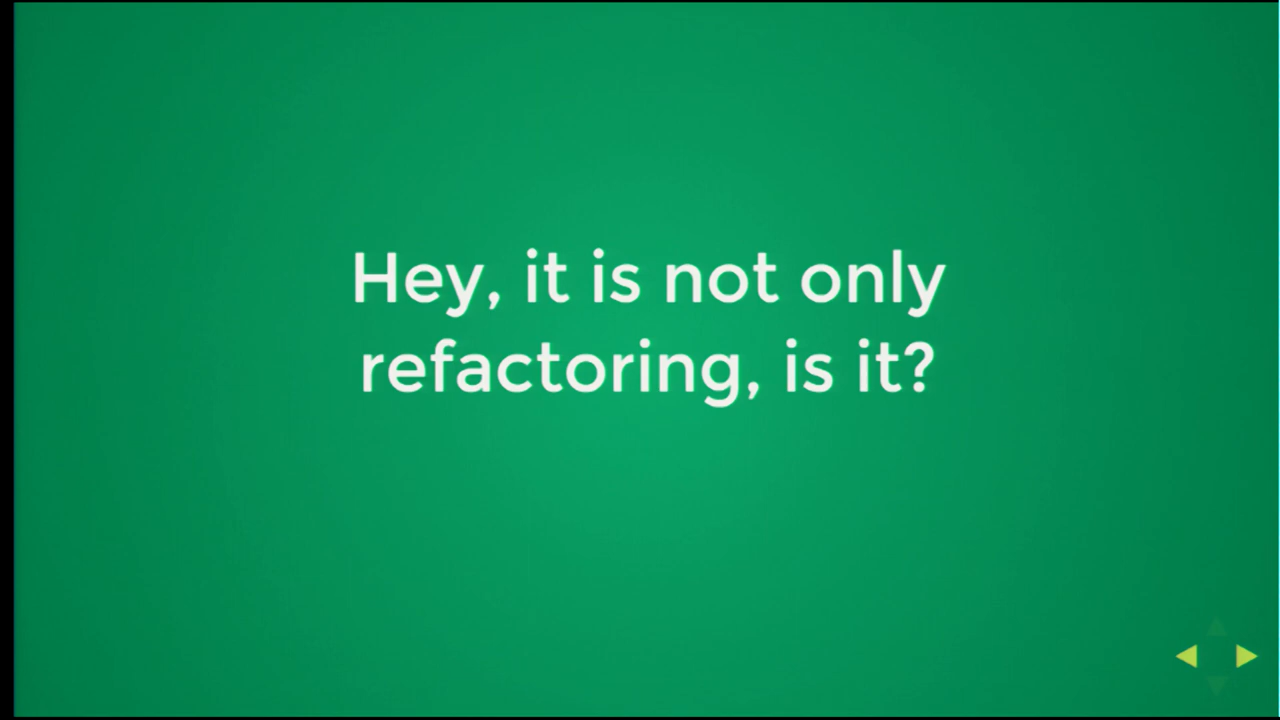 Hey, it is not only
refactoring, is it?